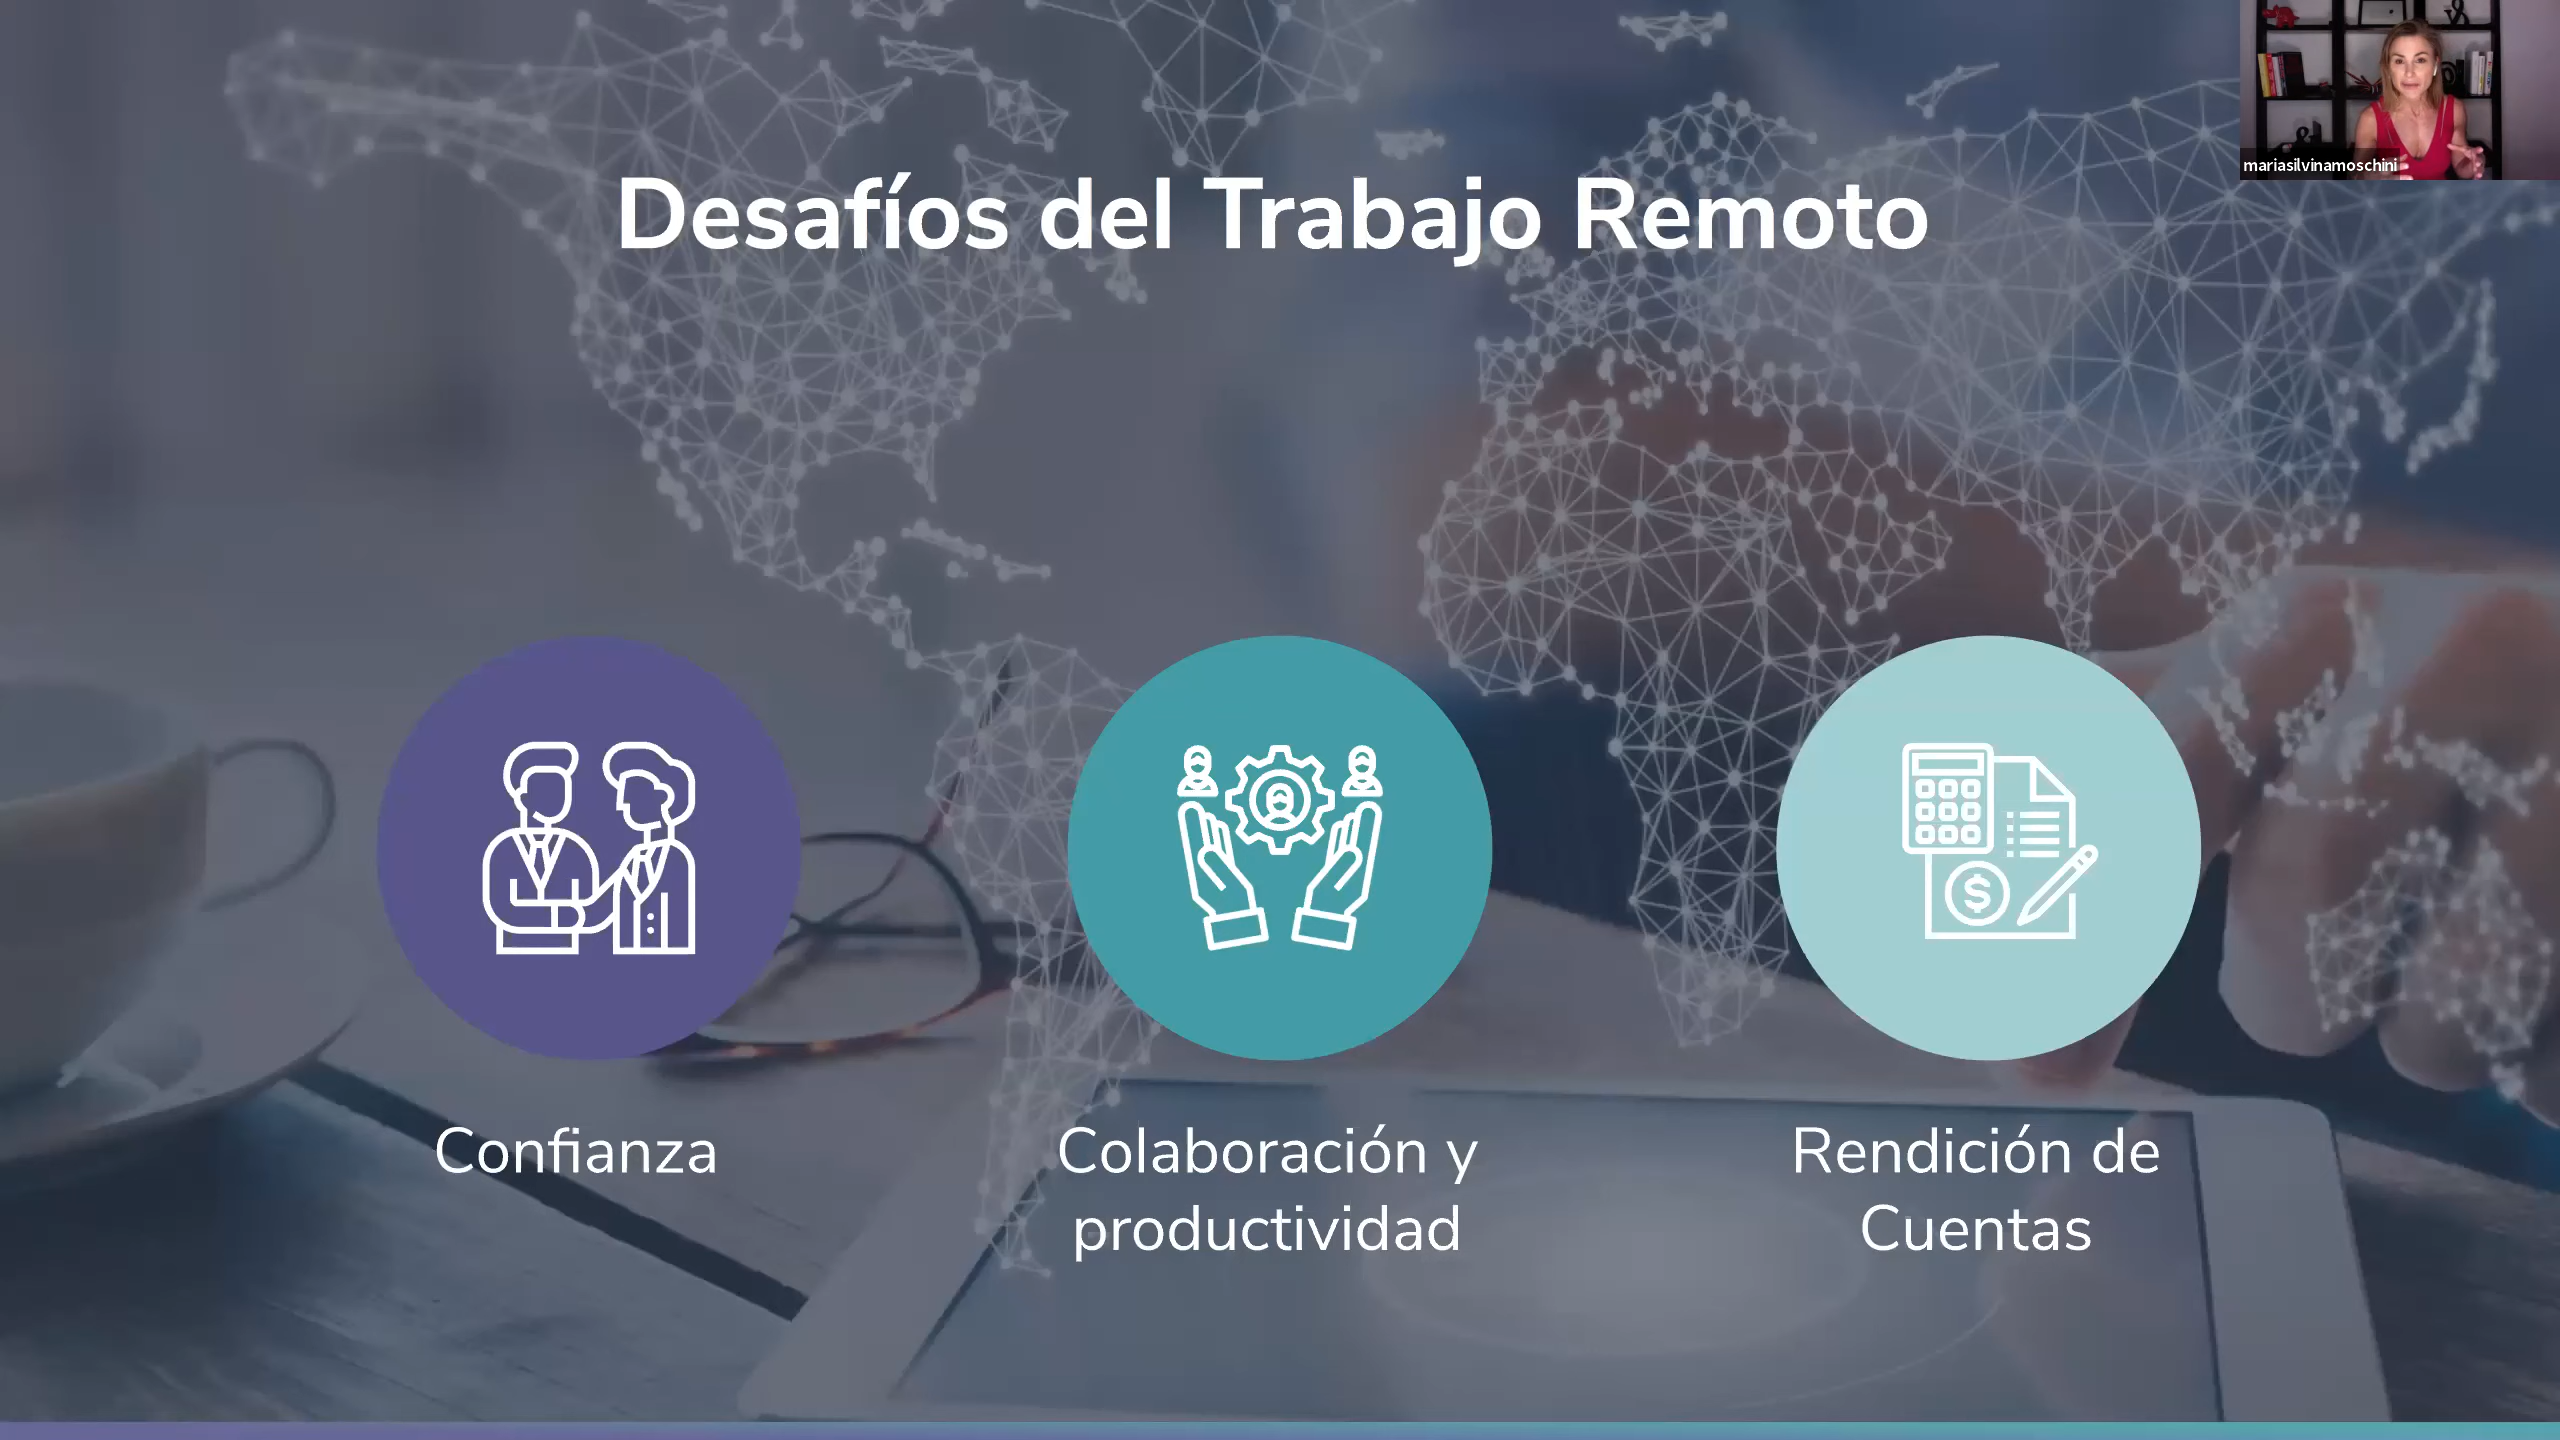 mariasilvinamoschini
Desafíos del Trabajo Remoto
Confianza
Colaboración y
productividad
Rendición de
Cuentas
$